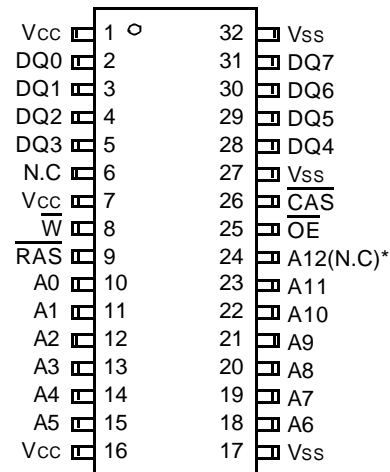 Vcc 1 32 Vss
DQ0 2 31 DQ7
DQ1 3 30 DQ6
DQ2 4 29 DQ5
DQ3 5 28 DQ4
N.C 6 27 Vss
Vcc 7 26 C̅A̅S̅
W̅ 8 25 O̅E̅
R̅A̅S̅ 9 24 A12(N.C)*
A0 10 23 A11
A1 11 22 A10
A2 12 21 A9
A3 13 20 A8
A4 14 19 A7
A5 15 18 A6
Vcc 16 17 Vss